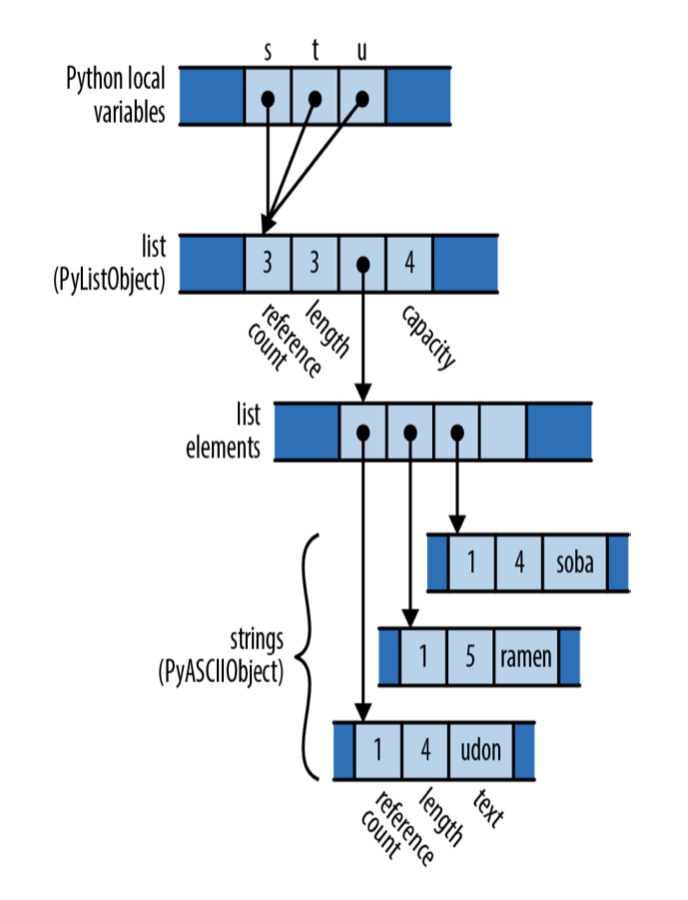 s t u
Python local
variables
list
(PyListObject)
3 3 4
reference
count
length
capacity
list
elements
1 4 soba
strings
(PyASCIIObject)
1 5 ramen
1 4 udon
reference
count
length
text